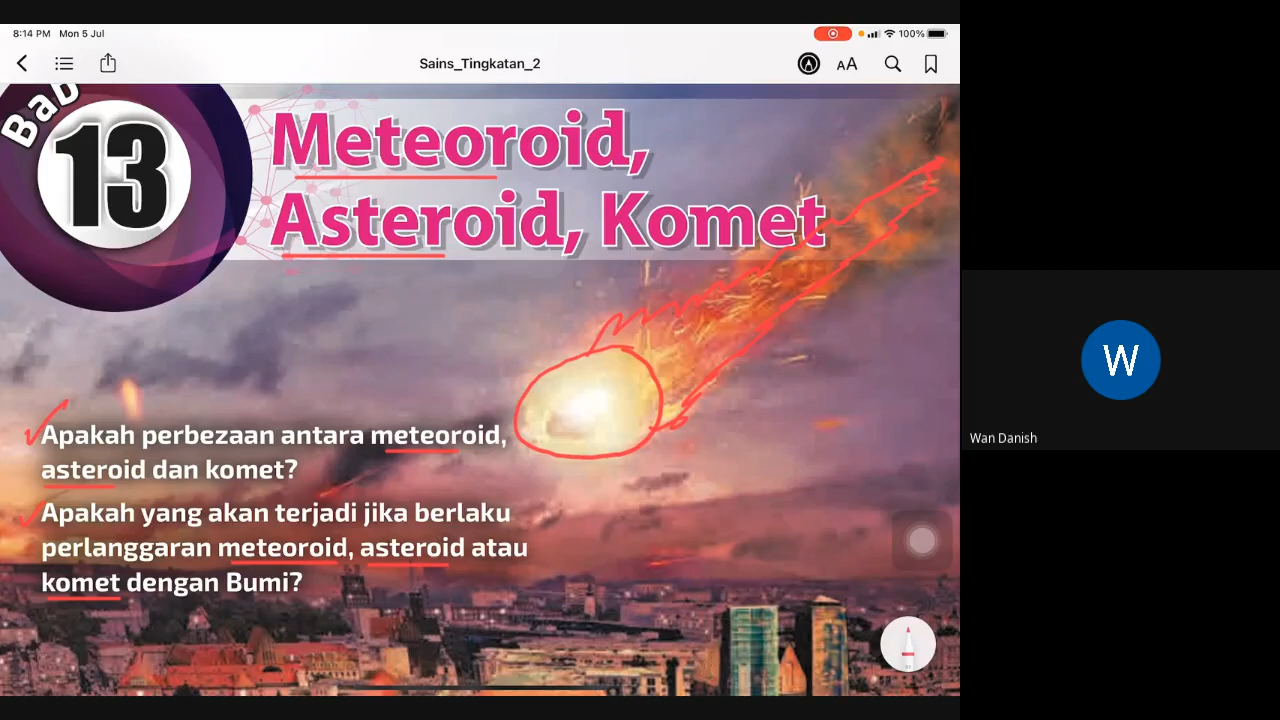 8:14 PM Mon 5 Jul
100%
Sains_Tingkatan_2
AA
Bab
13
Meteoroid,
Asteroid, Komet
Apakah perbezaan antara meteoroid,
asteroid dan komet?
Apakah yang akan terjadi jika berlaku
perlanggaran meteoroid, asteroid atau
komet dengan Bumi?
W
Wan Danish